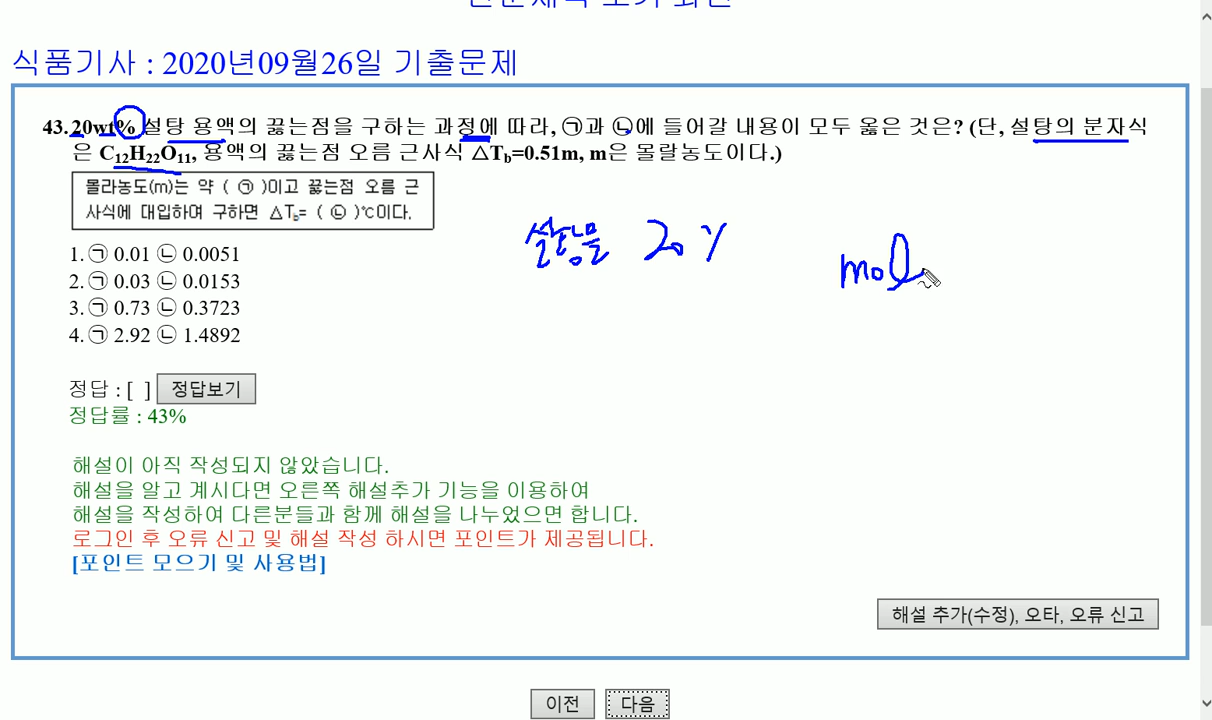 식품기사 : 2020년09월26일 기출문제
43. 20wt% 설탕 용액의 끓는점을 구하는 과정에 따라, ㉠과 ㉡에 들어갈 내용이 모두 옳은 것은? (단, 설탕의 분자식
은 C12H22O11, 용액의 끓는점 오름 근사식 △Tb=0.51m, m은 몰랄농도이다.)
몰라농도(m)는 약 ( ㉠ )이고 끓는점 오름 근
사식에 대입하여 구하면 △Tb= ( ㉡ )℃이다.
설탕물 20%
mol
1. ㉠ 0.01 ㉡ 0.0051
2. ㉠ 0.03 ㉡ 0.0153
3. ㉠ 0.73 ㉡ 0.3723
4. ㉠ 2.92 ㉡ 1.4892
정답 : [ ] 정답보기
정답률 : 43%
해설이 아직 작성되지 않았습니다.
해설을 알고 계시다면 오른쪽 해설추가 기능을 이용하여
해설을 작성하여 다른분들과 함께 해설을 나누었으면 합니다.
로그인 후 오류 신고 및 해설 작성 하시면 포인트가 제공됩니다.
[포인트 모으기 및 사용법]
해설 추가(수정), 오타, 오류 신고
이전 다음